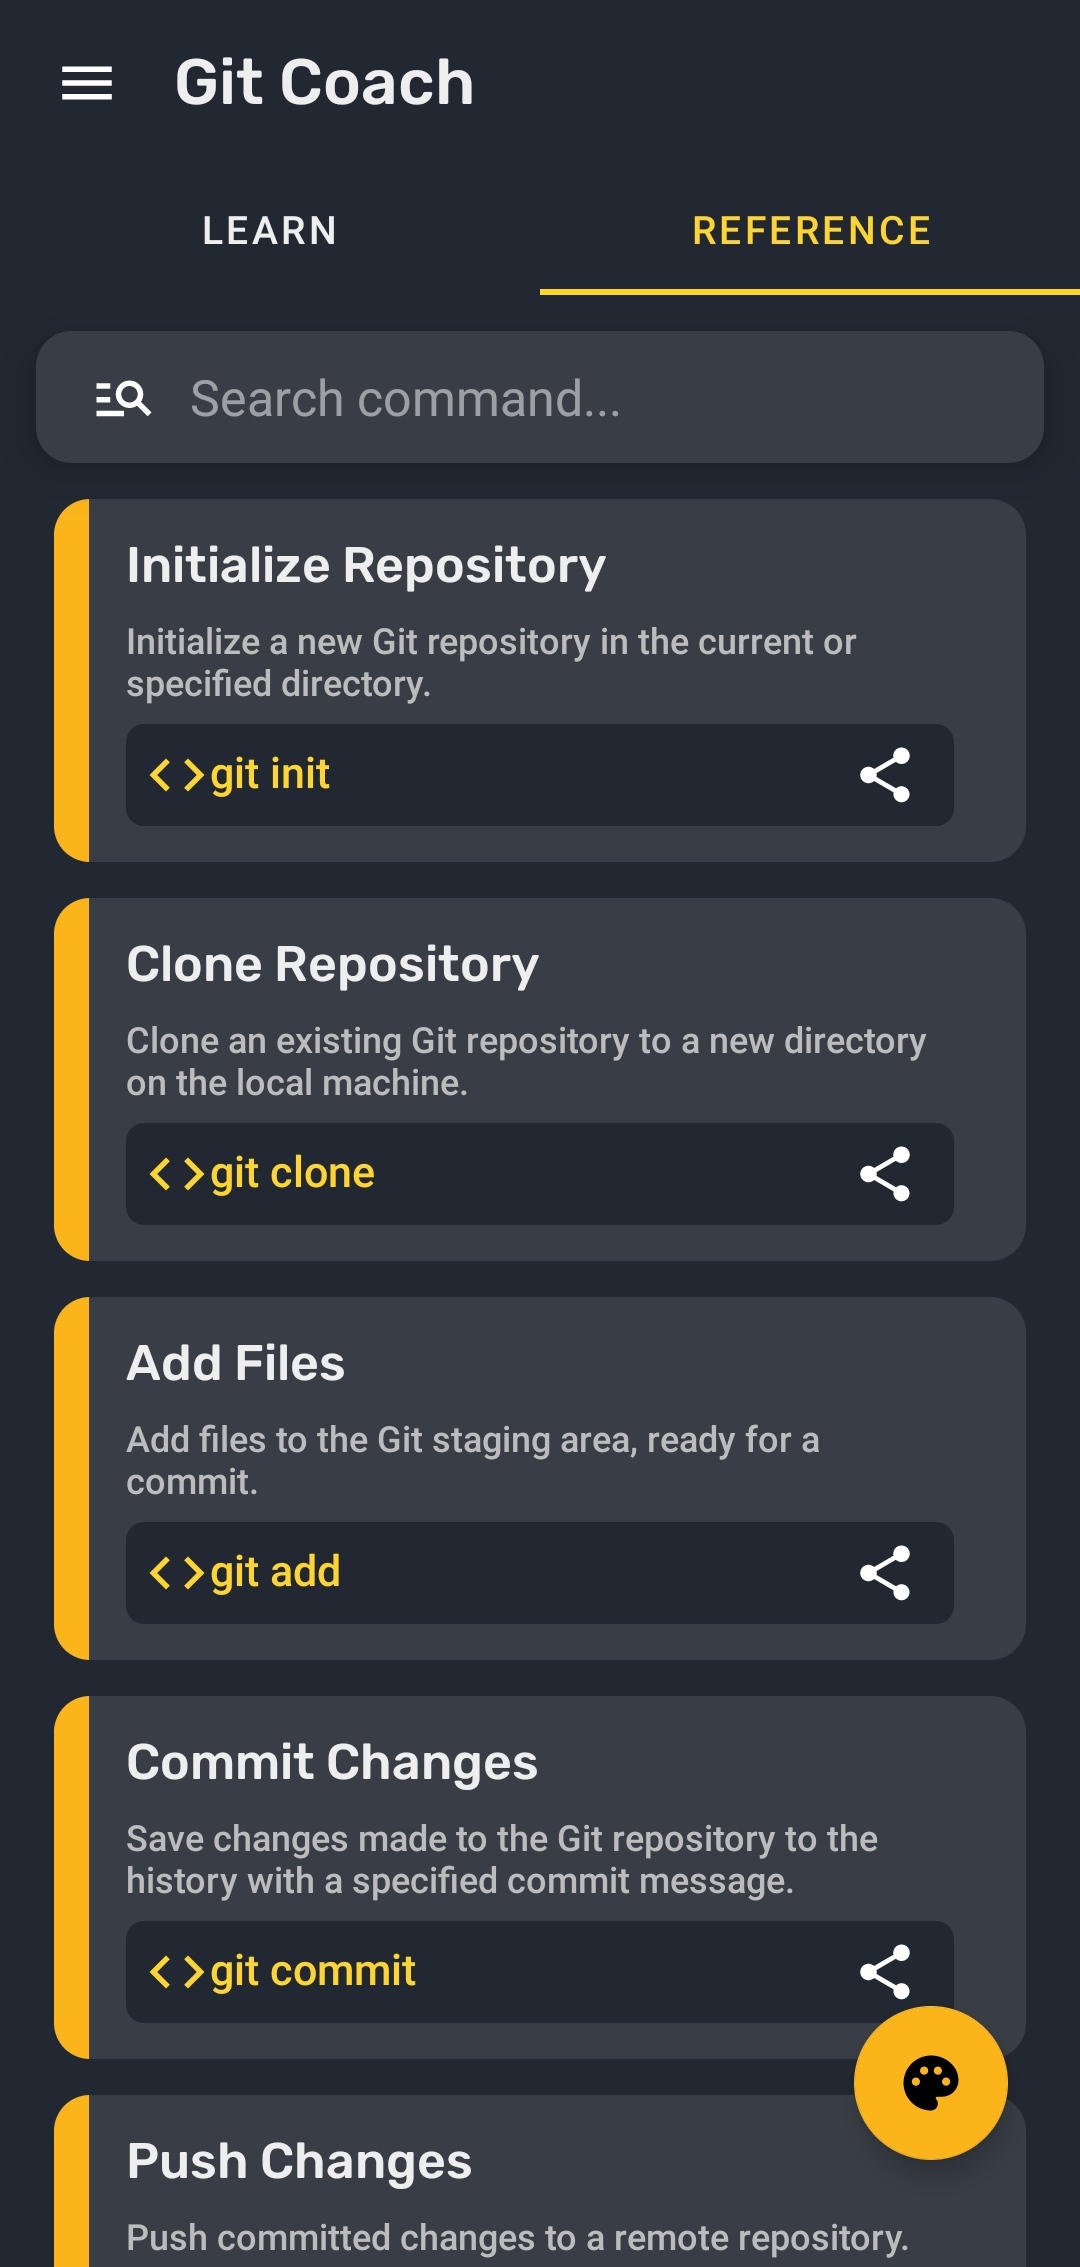 Git Coach
LEARN
REFERENCE
Search command...
Initialize Repository
Initialize a new Git repository in the current or
specified directory.
git init
Clone Repository
Clone an existing Git repository to a new directory
on the local machine.
git clone
Add Files
Add files to the Git staging area, ready for a
commit.
git add
Commit Changes
Save changes made to the Git repository to the
history with a specified commit message.
git commit
Push Changes
Push committed changes to a remote repository.